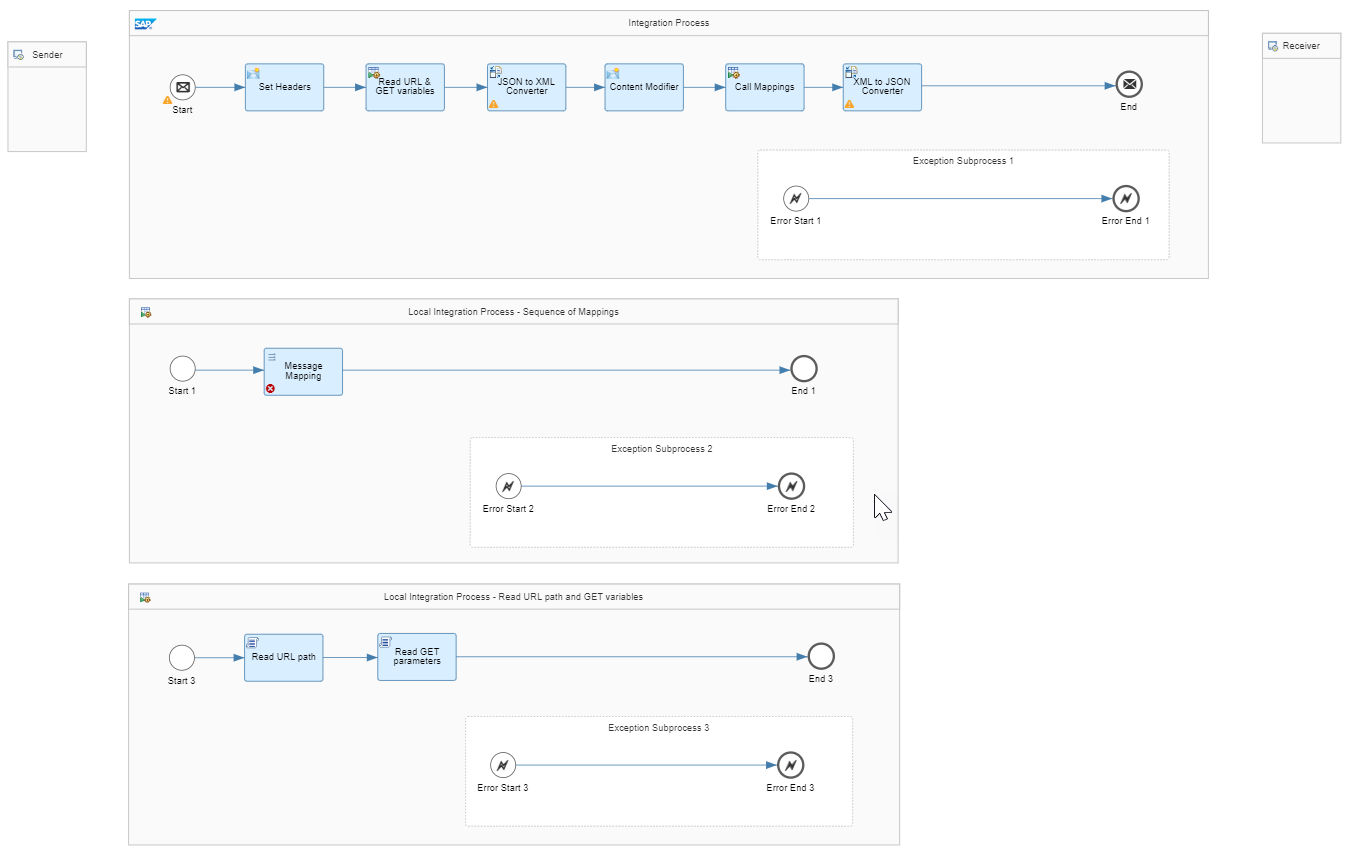 SAP
Integration Process
Sender
Receiver
Start
Set Headers
Read URL &
GET variables
JSON to XML
Converter
Content Modifier
Call Mappings
XML to JSON
Converter
End
Exception Subprocess 1
Error Start 1
Error End 1
Local Integration Process - Sequence of Mappings
Start 1
Message
Mapping
End 1
Exception Subprocess 2
Error Start 2
Error End 2
Local Integration Process - Read URL path and GET variables
Start 3
Read URL path
Read GET
parameters
End 3
Exception Subprocess 3
Error Start 3
Error End 3